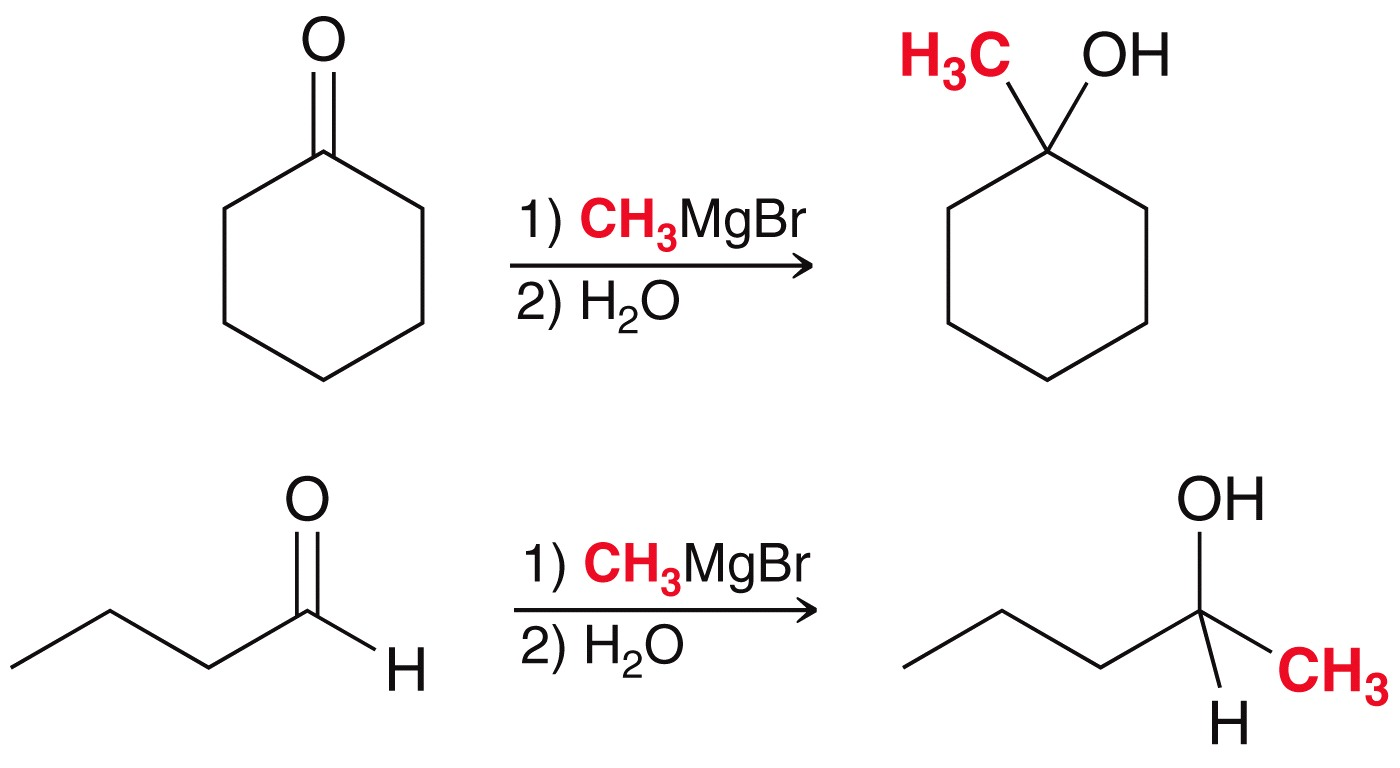 O
H₃C OH
1) CH₃MgBr
2) H₂O
O
OH
1) CH₃MgBr
2) H₂O
H
CH₃
H